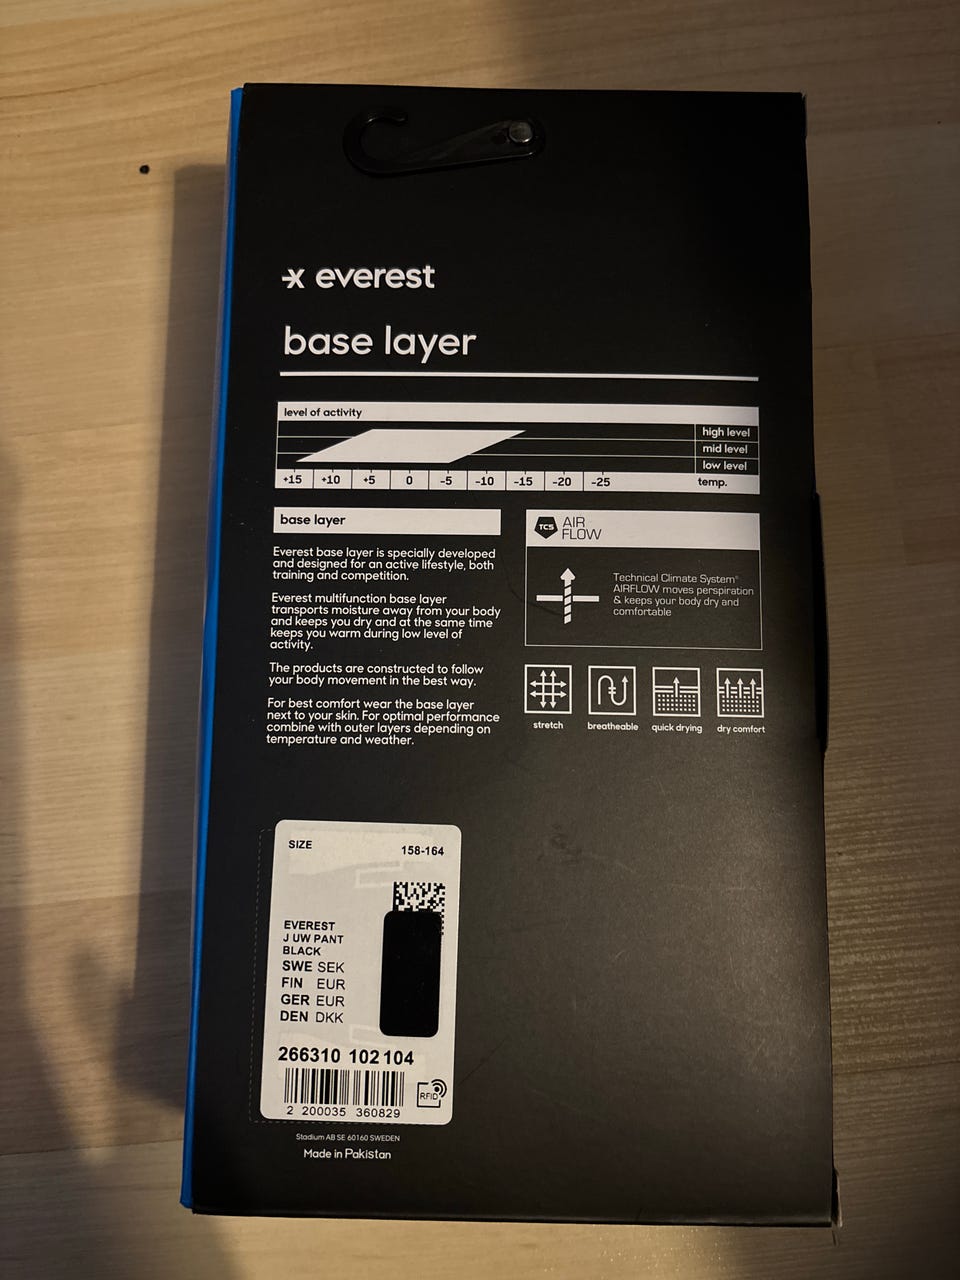 x everest
base layer
level of activity
high level
mid level
low level
+15 +10 +5 0 -5 -10 -15 -20 -25 temp.
base layer
Everest base layer is specially developed
and designed for an active lifestyle, both
training and competition.
Everest multifunction base layer
transports moisture away from your body
and keeps you dry and at the same time
keeps you warm during low level of
activity.
The products are constructed to follow
your body movement in the best way.
For best comfort wear the base layer
next to your skin. For optimal performance
combine with outer layers depending on
temperature and weather.
TCS AIR
FLOW
Technical Climate System®
AIRFLOW moves perspiration
& keeps your body dry and
comfortable
stretch breatheable quick drying dry comfort
SIZE 158-164
EVEREST
J UW PANT
BLACK
SWE SEK
FIN EUR
GER EUR
DEN DKK
266310 102 104
RFID
2 200035 360829
Stadium AB SE 60160 SWEDEN
Made in Pakistan